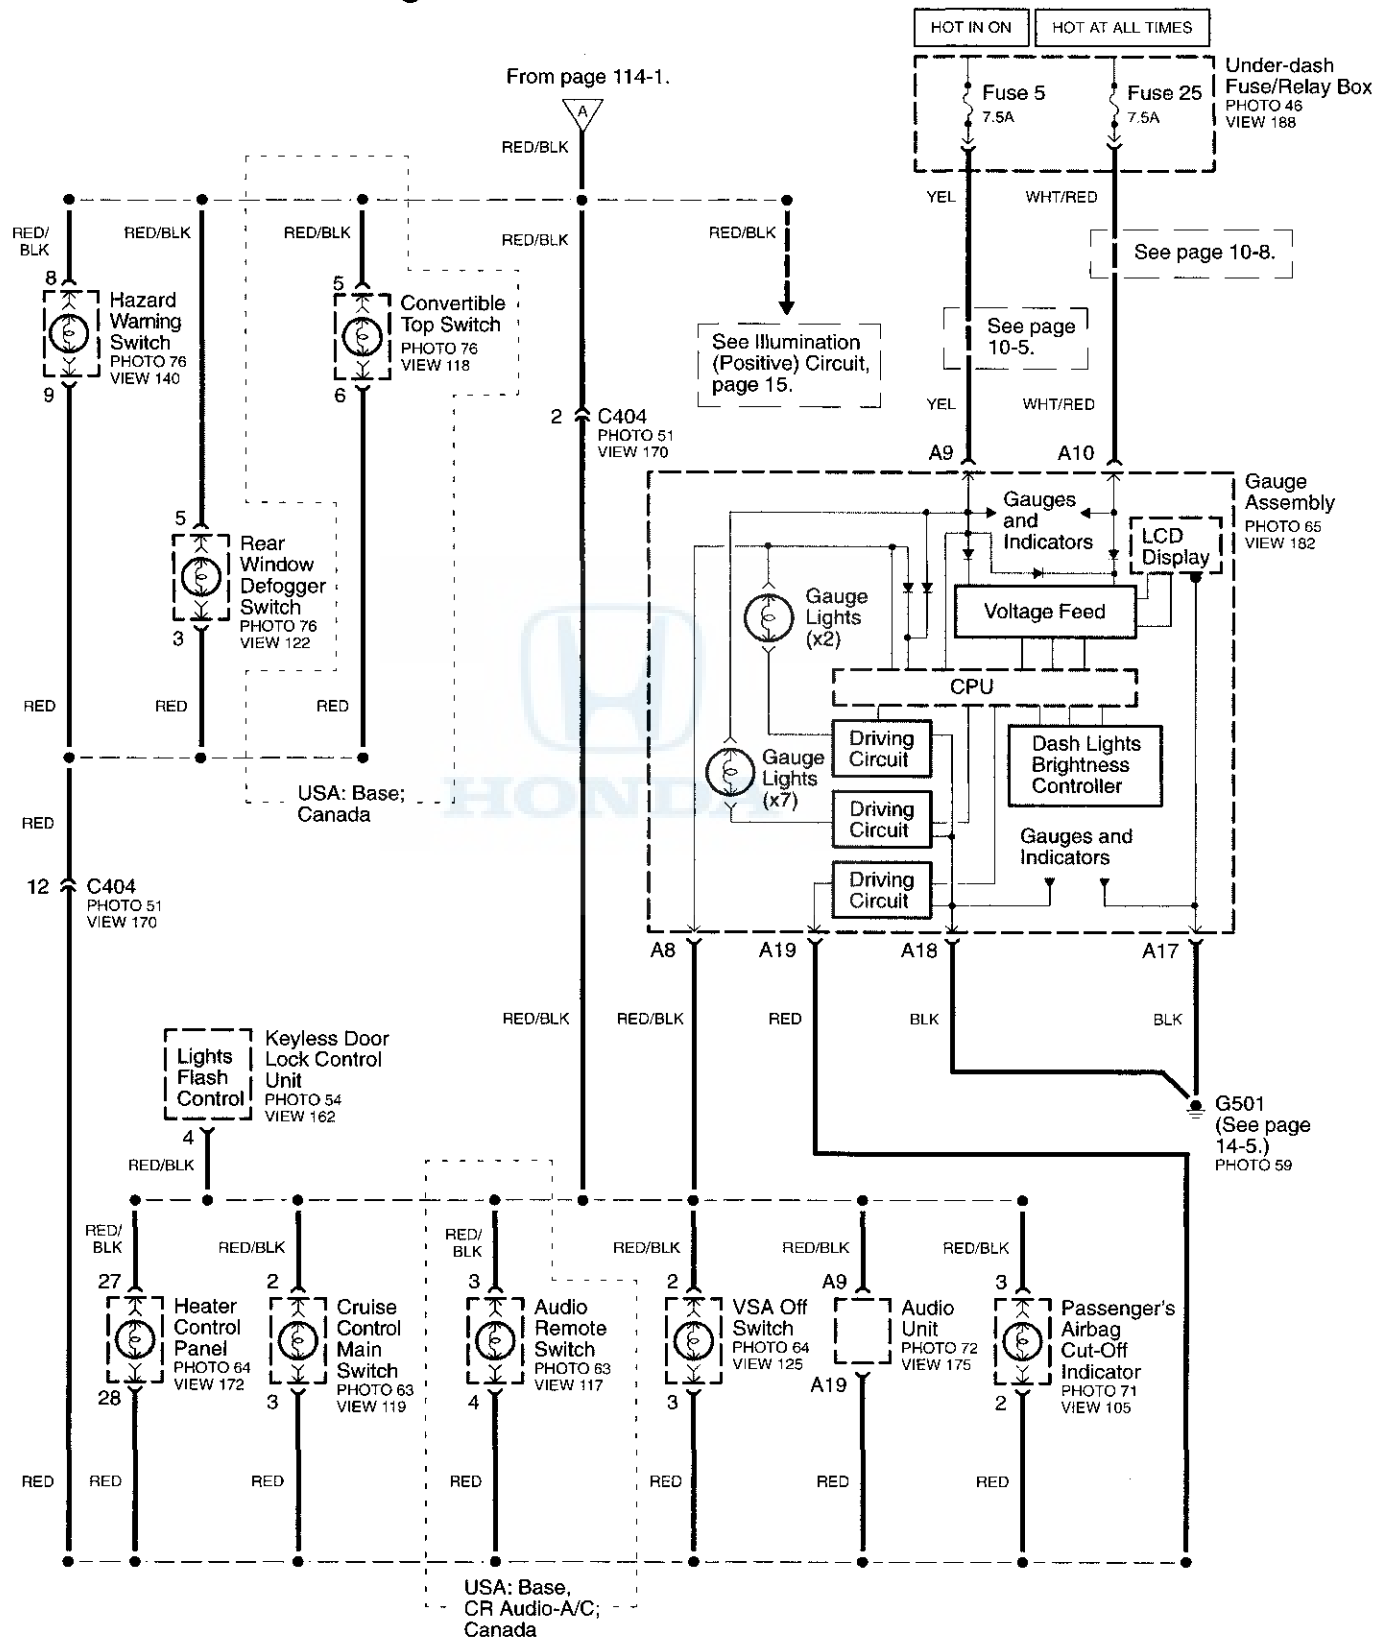 HOT IN ON
HOT AT ALL TIMES
Under-dash
Fuse/Relay Box
PHOTO 46
VIEW 188
Fuse 5
7.5A
Fuse 25
7.5A
From page 114-1.
A
RED/BLK
YEL
WHT/RED
RED/
BLK
RED/BLK
RED/BLK
RED/BLK
RED/BLK
See page 10-8.
8
Hazard
Warning
Switch
PHOTO 76
VIEW 140
9
5
Convertible
Top Switch
PHOTO 76
VIEW 118
6
See Illumination
(Positive) Circuit,
page 15.
See page
10-5.
2
C404
PHOTO 51
VIEW 170
YEL
WHT/RED
A9
A10
Gauge
Assembly
PHOTO 65
VIEW 182
Gauges
and
Indicators
LCD
Display
5
Rear
Window
Defogger
Switch
PHOTO 76
VIEW 122
3
Gauge
Lights
(x2)
Voltage Feed
CPU
RED
RED
RED
HONDA
Driving
Circuit
Dash Lights
Brightness
Controller
Gauge
Lights
(x7)
USA: Base;
Canada
RED
Driving
Circuit
Gauges and
Indicators
12
C404
PHOTO 51
VIEW 170
Driving
Circuit
A8
A19
A18
A17
RED/BLK
RED/BLK
RED
BLK
BLK
Lights
Flash
Control
Keyless Door
Lock Control
Unit
PHOTO 54
VIEW 162
4
RED/BLK
G501
(See page
14-5.)
PHOTO 59
RED/
BLK
RED/BLK
RED/
BLK
RED/BLK
RED/BLK
RED/BLK
27
2
3
2
A9
3
Heater
Control
Panel
PHOTO 64
VIEW 172
Cruise
Control
Main
Switch
PHOTO 63
VIEW 119
Audio
Remote
Switch
PHOTO 63
VIEW 117
VSA Off
Switch
PHOTO 64
VIEW 125
Audio
Unit
PHOTO 72
VIEW 175
Passenger's
Airbag
Cut-Off
Indicator
PHOTO 71
VIEW 105
28
3
4
3
A19
2
RED
RED
RED
RED
RED
RED
RED
USA: Base,
CR Audio-A/C;
Canada